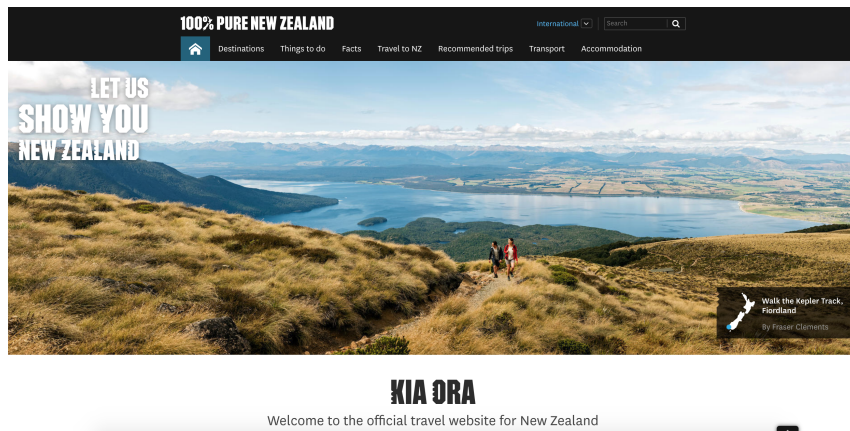 100% PURE NEW ZEALAND
International
Search
Destinations Things to do Facts Travel to NZ Recommended trips Transport Accommodation
LET US
SHOW YOU
NEW ZEALAND
Walk the Kepler Track,
Fiordland
By Fraser Clements
KIA ORA
Welcome to the official travel website for New Zealand